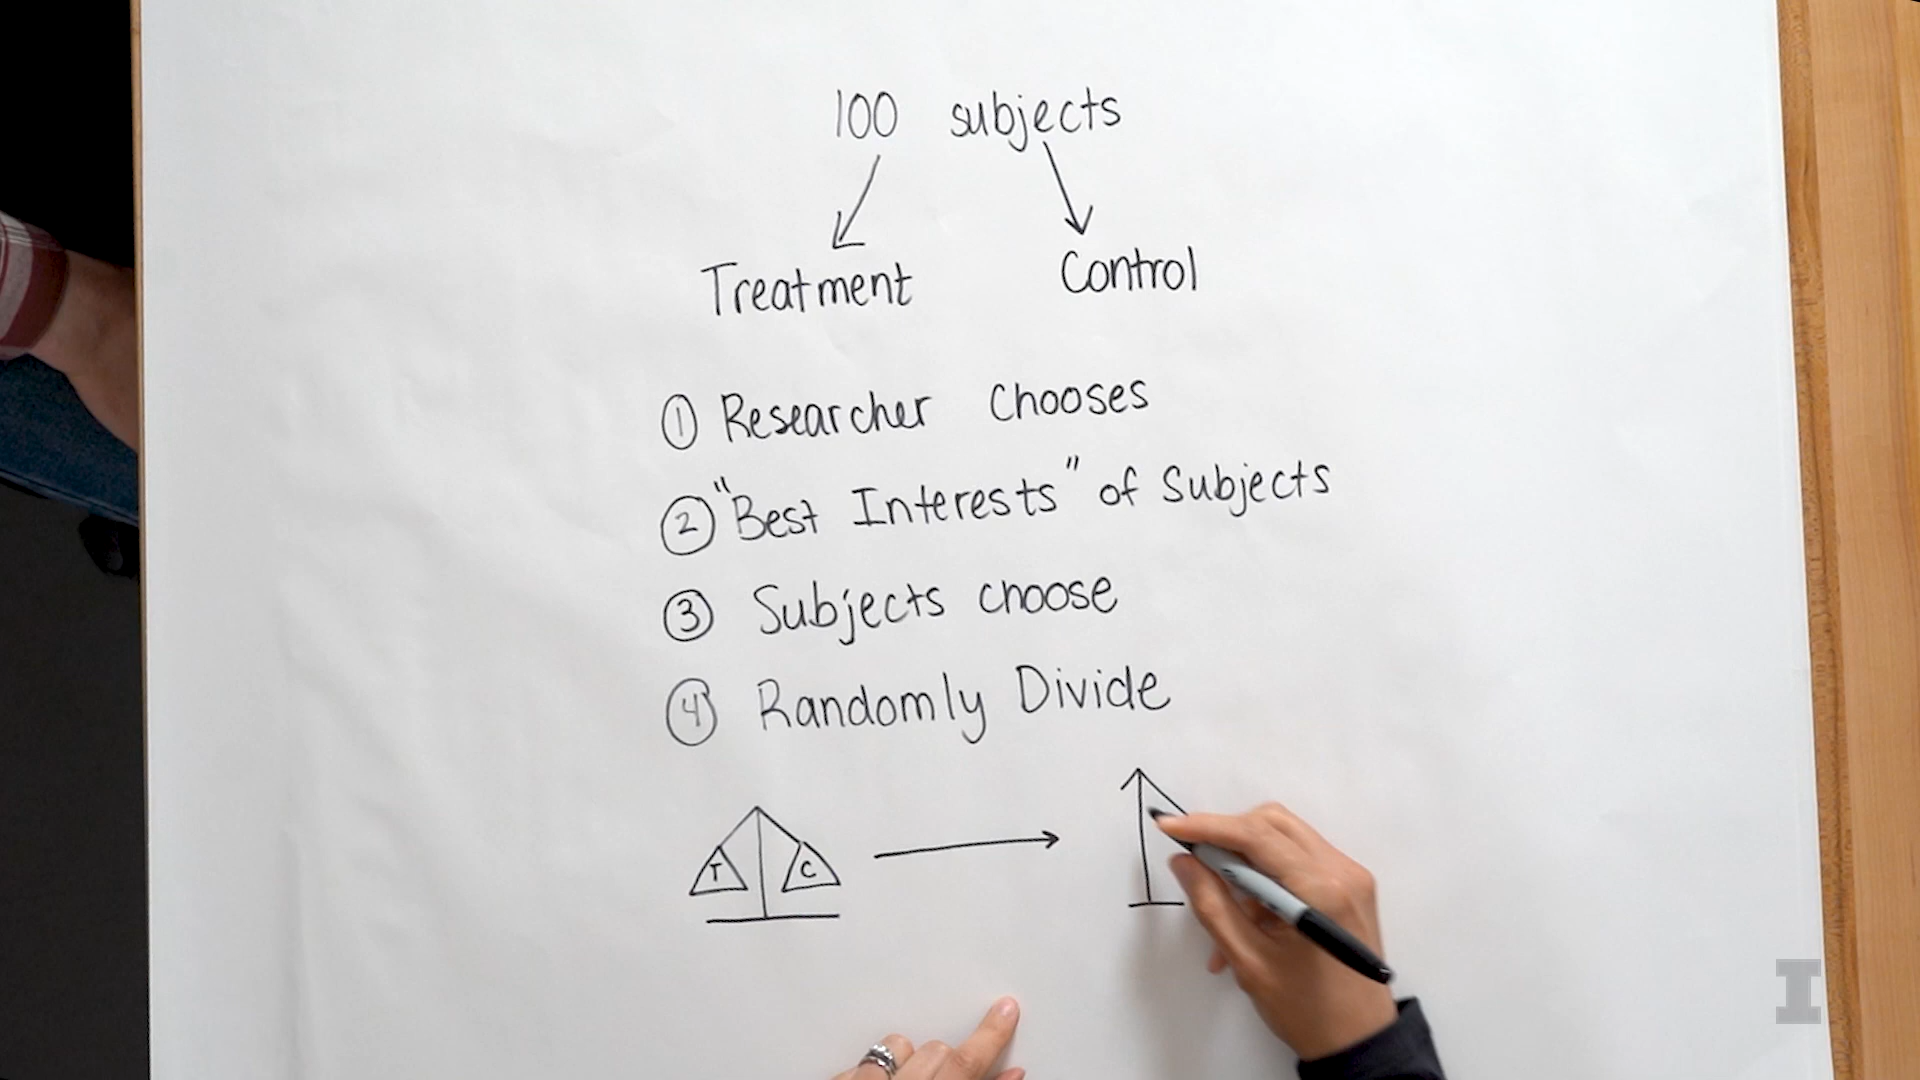 100 subjects
Treatment Control
① Researcher Chooses
② "Best Interests" of Subjects
③ Subjects choose
④ Randomly Divide
T C
I